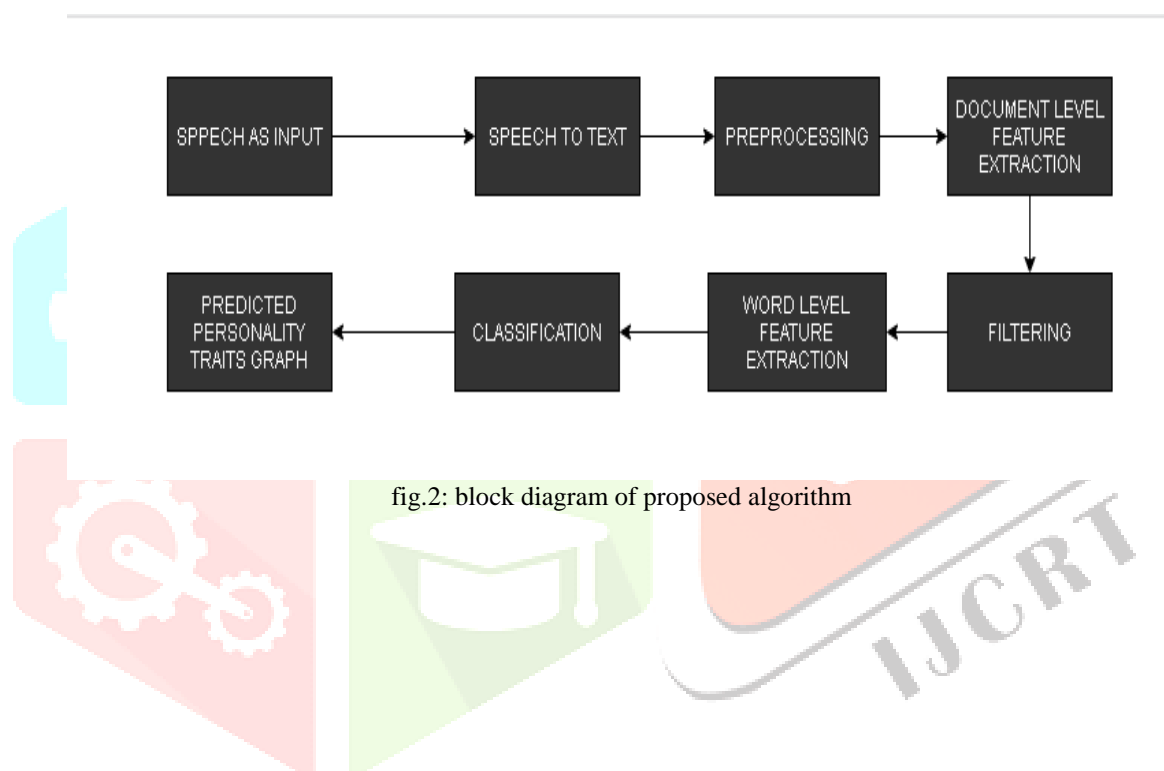 SPPECH AS INPUT
SPEECH TO TEXT
PREPROCESSING
DOCUMENT LEVEL
FEATURE
EXTRACTION
FILTERING
WORD LEVEL
FEATURE
EXTRACTION
CLASSIFICATION
PREDICTED
PERSONALITY
TRAITS GRAPH
fig.2: block diagram of proposed algorithm
IJCRT